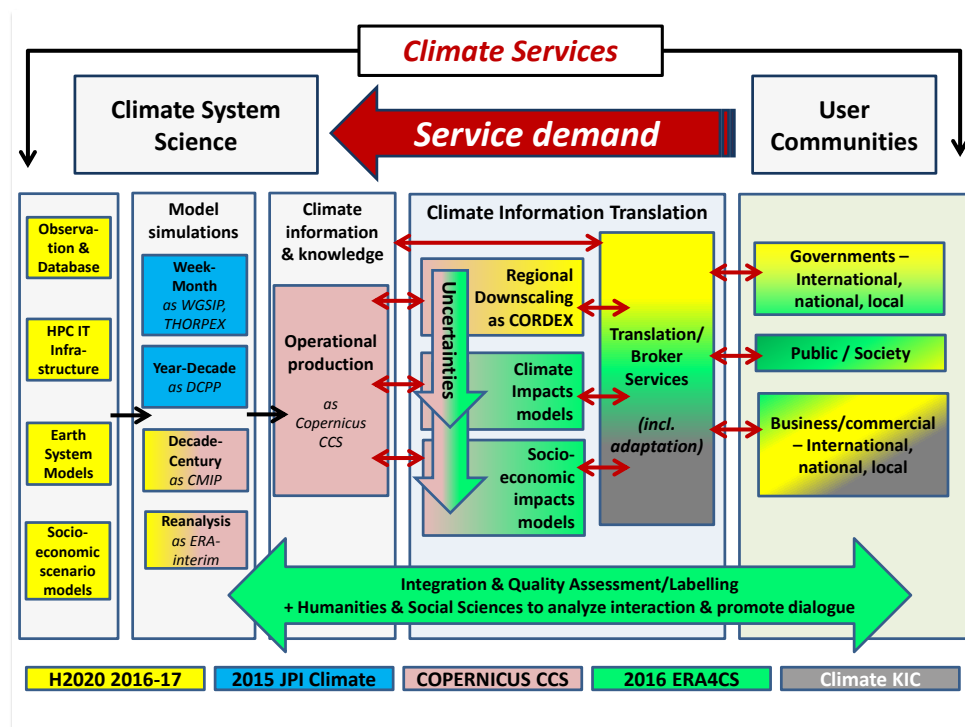 Climate Services
Climate System
Science
Service demand
User
Communities
Observa-
tion &
Database
HPC IT
Infra-
structure
Earth
System
Models
Socio-
economic
scenario
models
Model
simulations
Week-
Month
as WGSIP,
THORPEX
Year-Decade
as DCPP
Decade-
Century
as CMIP
Reanalysis
as ERA-
interim
Climate
information
& knowledge
Operational
production
as
Copernicus
CCS
Climate Information Translation
Uncertainties
Regional
Downscaling
as CORDEX
Climate
Impacts
models
Socio-
economic
impacts
models
Translation/
Broker
Services
(incl.
adaptation)
Governments –
International,
national, local
Public / Society
Business/commercial
– International,
national, local
Integration & Quality Assessment/Labelling
+ Humanities & Social Sciences to analyze interaction & promote dialogue
H2020 2016-17
2015 JPI Climate
COPERNICUS CCS
2016 ERA4CS
Climate KIC